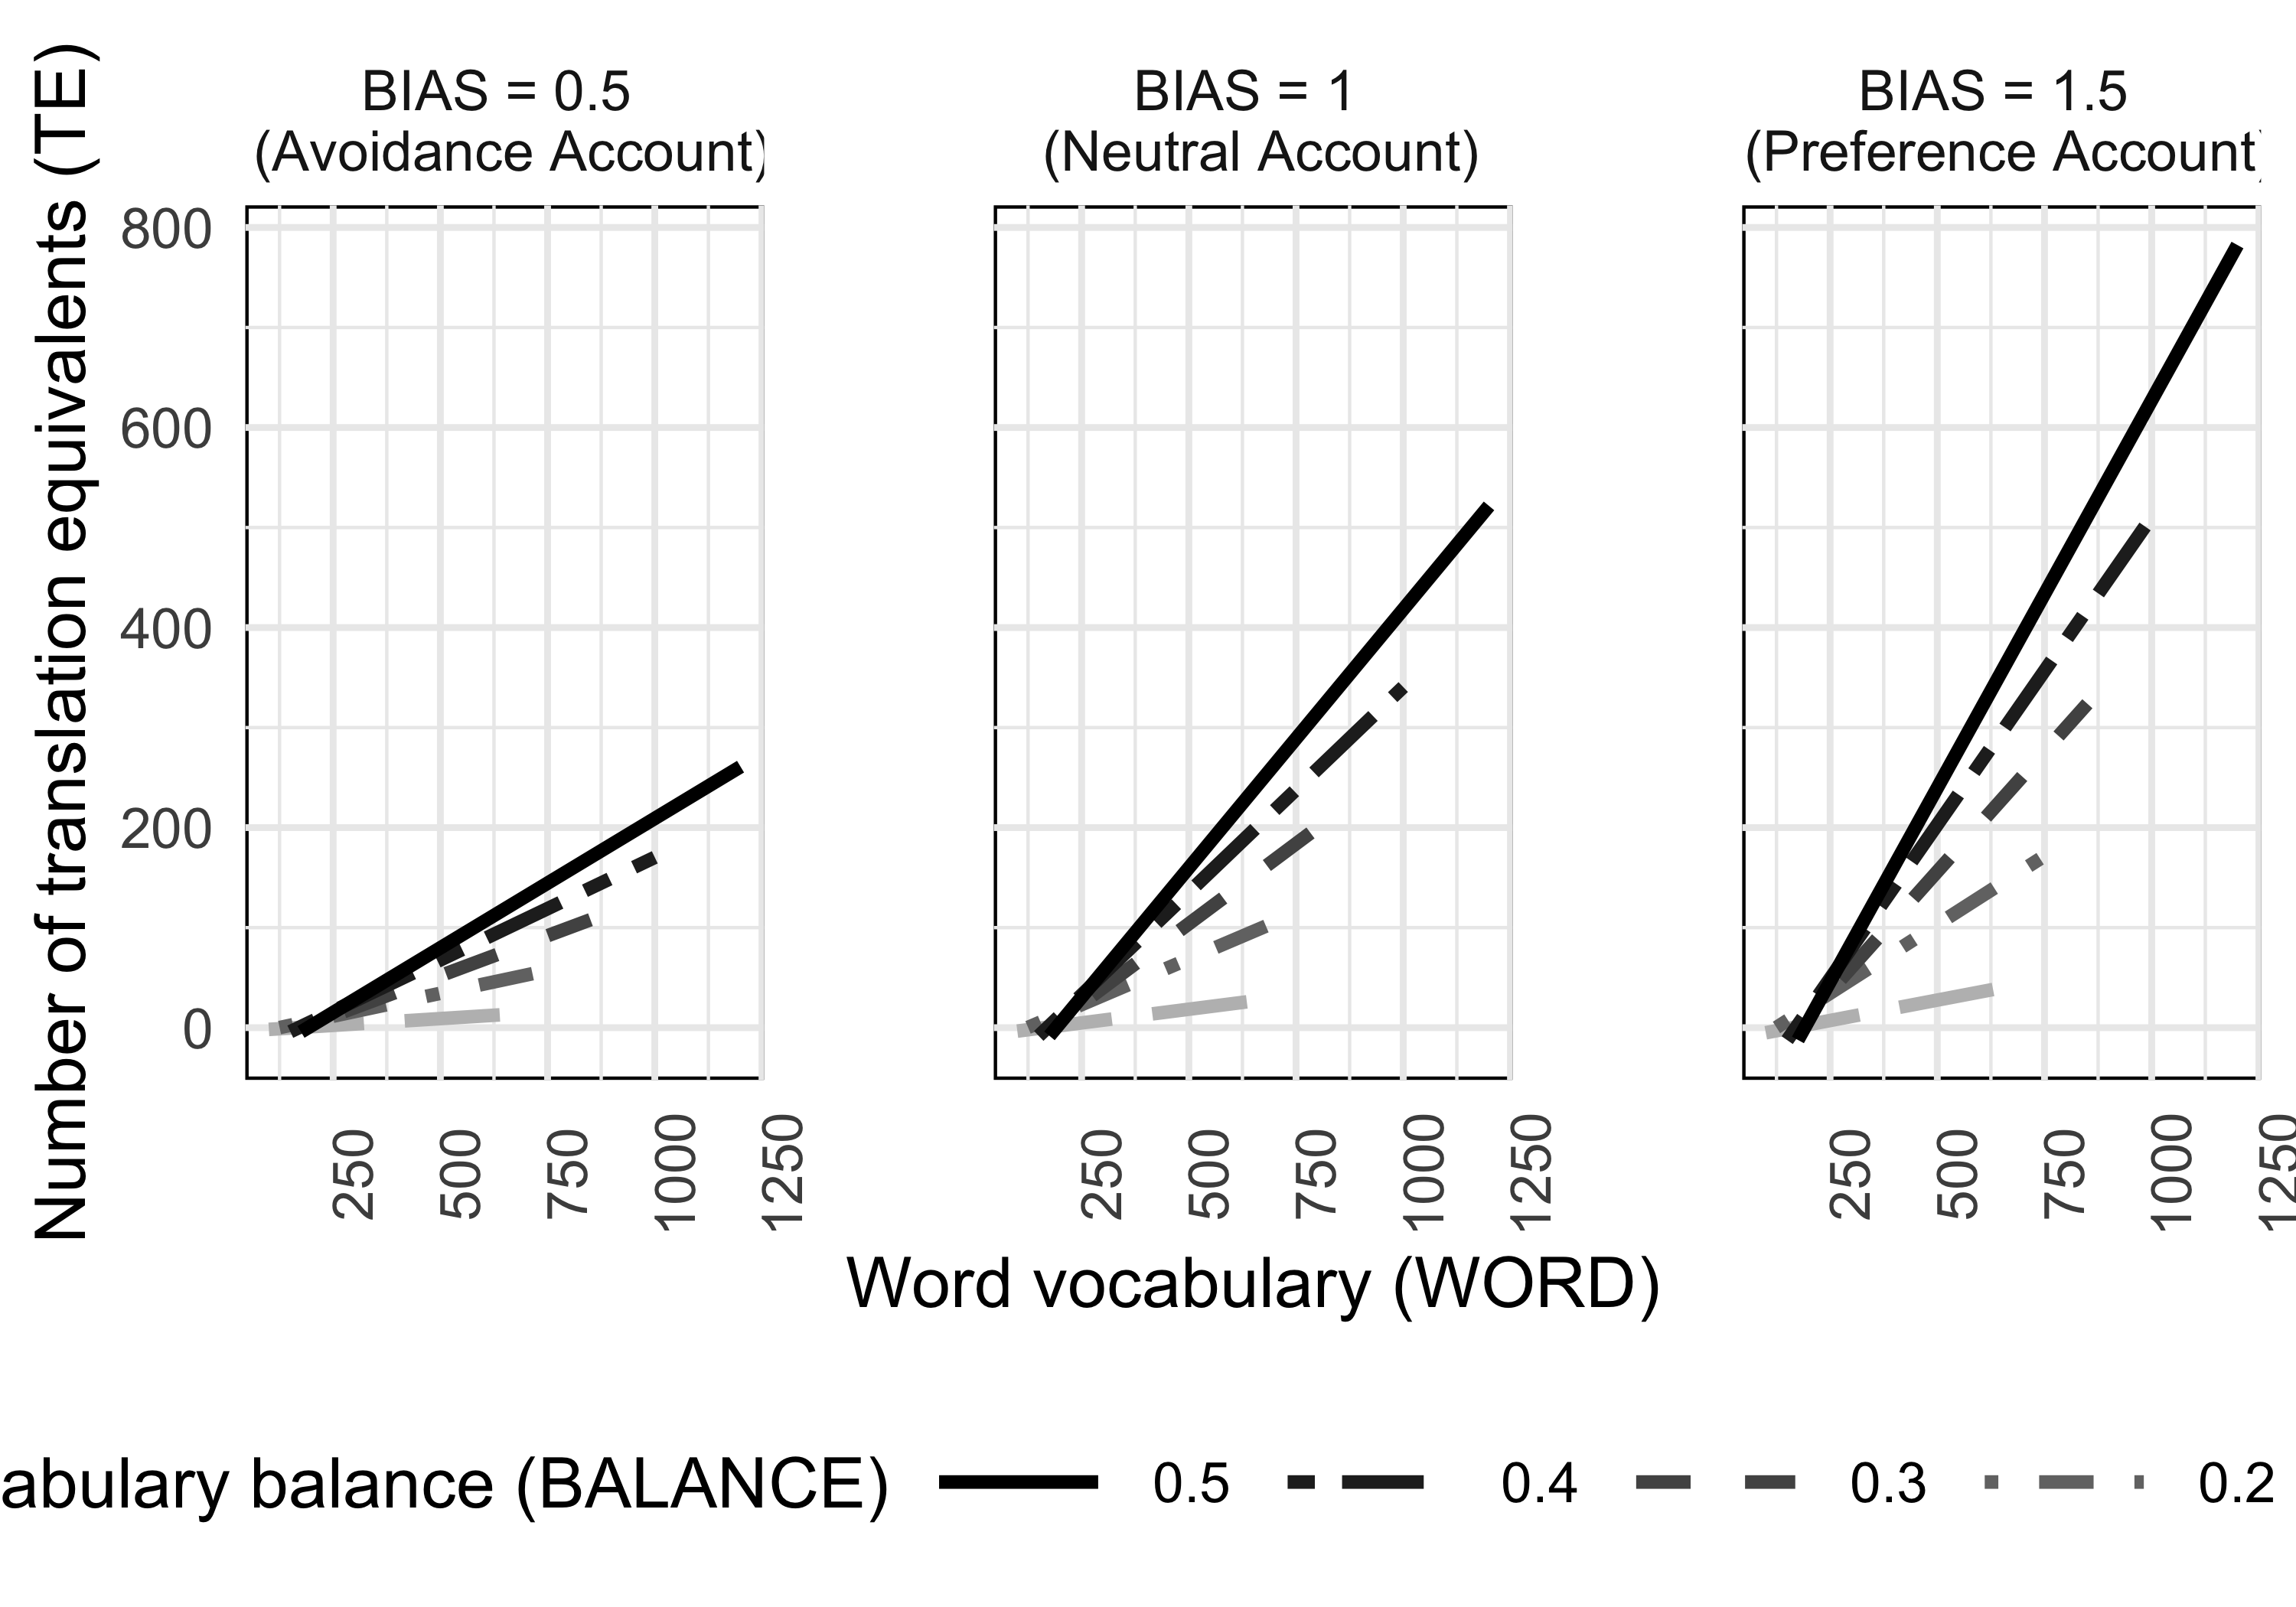 Number of translation equivalents (TE)
BIAS = 0.5
(Avoidance Account)
BIAS = 1
(Neutral Account)
BIAS = 1.5
(Preference Account
800
600
400
200
0
250 500 750 1000 1250
250 500 750 1000 1250
250 500 750 1000 1250
Word vocabulary (WORD)
abulary balance (BALANCE) 0.5 0.4 0.3 0.2